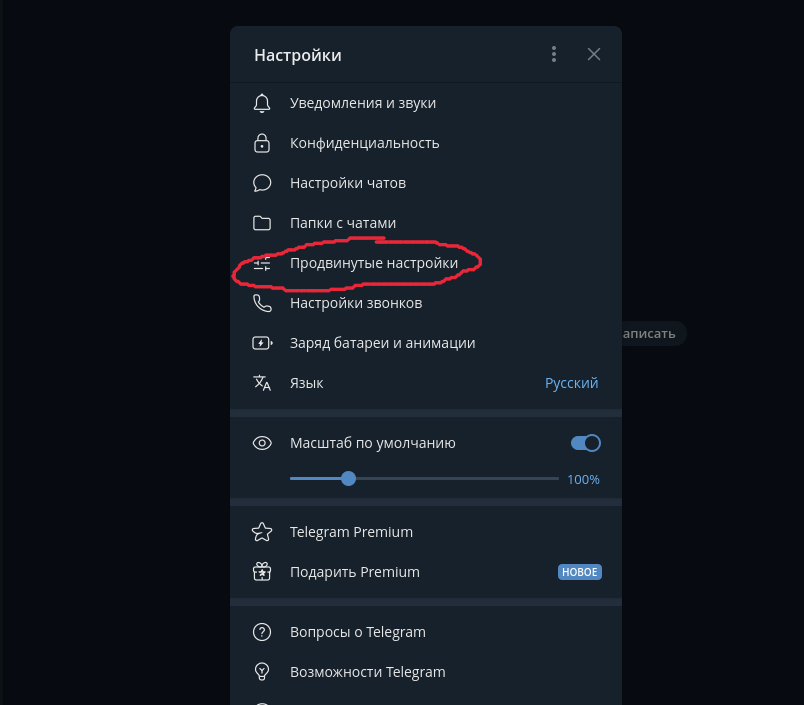 Настройки
Уведомления и звуки
Конфиденциальность
Настройки чатов
Папки с чатами
Продвинутые настройки
Настройки звонков
аписать
Заряд батареи и анимации
Язык Русский
Масштаб по умолчанию
100%
Telegram Premium
Подарить Premium НОВОЕ
Вопросы о Telegram
Возможности Telegram